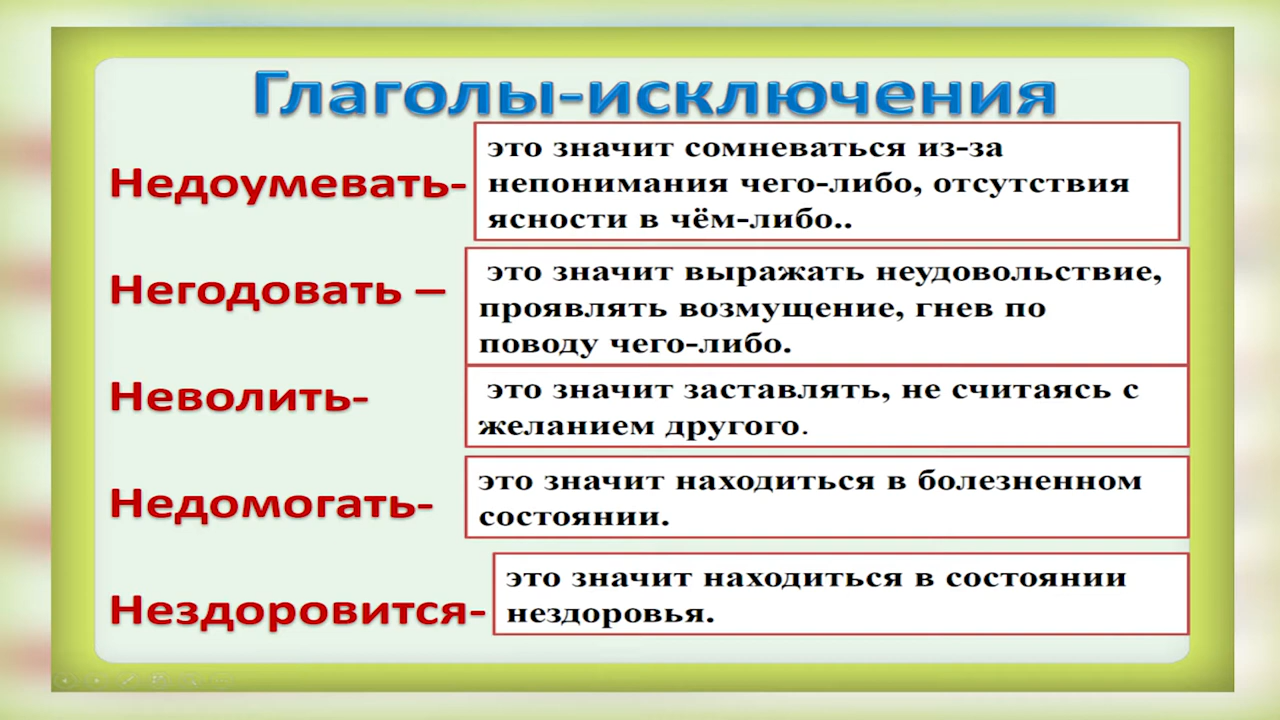 Глаголы-исключения
Недоумевать-
это значит сомневаться из-за
непонимания чего-либо, отсутствия
ясности в чём-либо..
Негодовать –
это значит выражать неудовольствие,
проявлять возмущение, гнев по
поводу чего-либо.
Неволить-
это значит заставлять, не считаясь с
желанием другого.
Недомогать-
это значит находиться в болезненном
состоянии.
Нездоровится-
это значит находиться в состоянии
нездоровья.